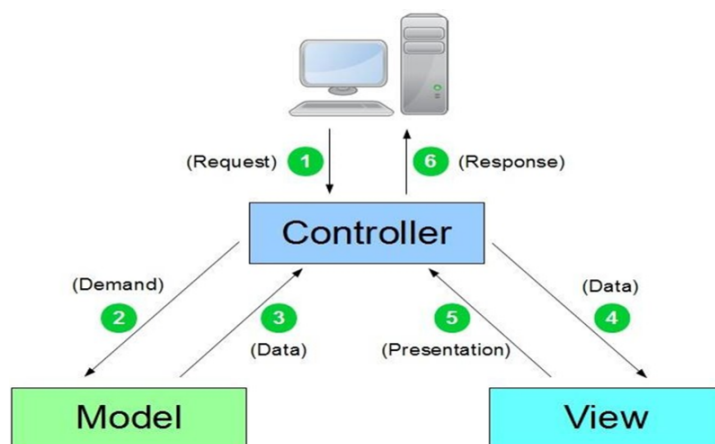 (Request) 1 6 (Response)
Controller
(Demand) (Data)
2 3 5 4
(Data) (Presentation)
Model View